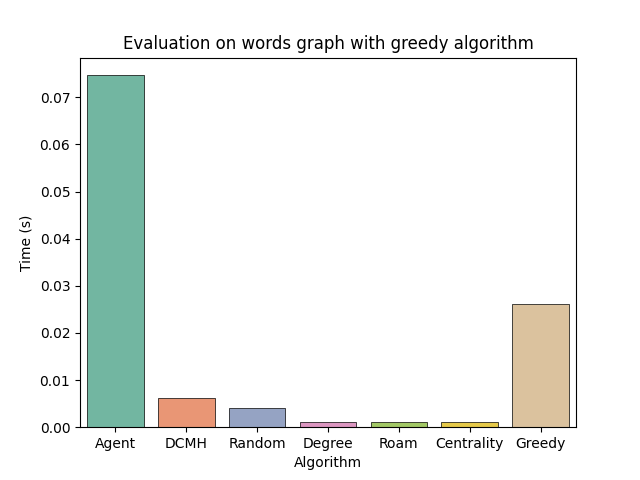 Evaluation on words graph with greedy algorithm
0.07
0.06
0.05
0.04
0.03
0.02
0.01
0.00
Time (s)
Agent DCMH Random Degree Roam Centrality Greedy
Algorithm